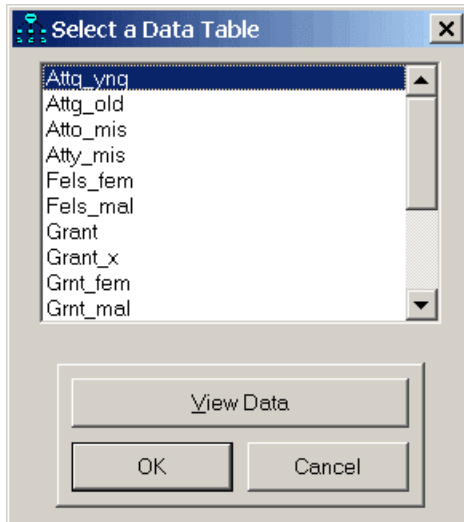 Select a Data Table
Attg_yng
Attg_old
Atto_mis
Atty_mis
Fels_fem
Fels_mal
Grant
Grant_x
Grnt_fem
Grnt_mal
View Data
OK
Cancel